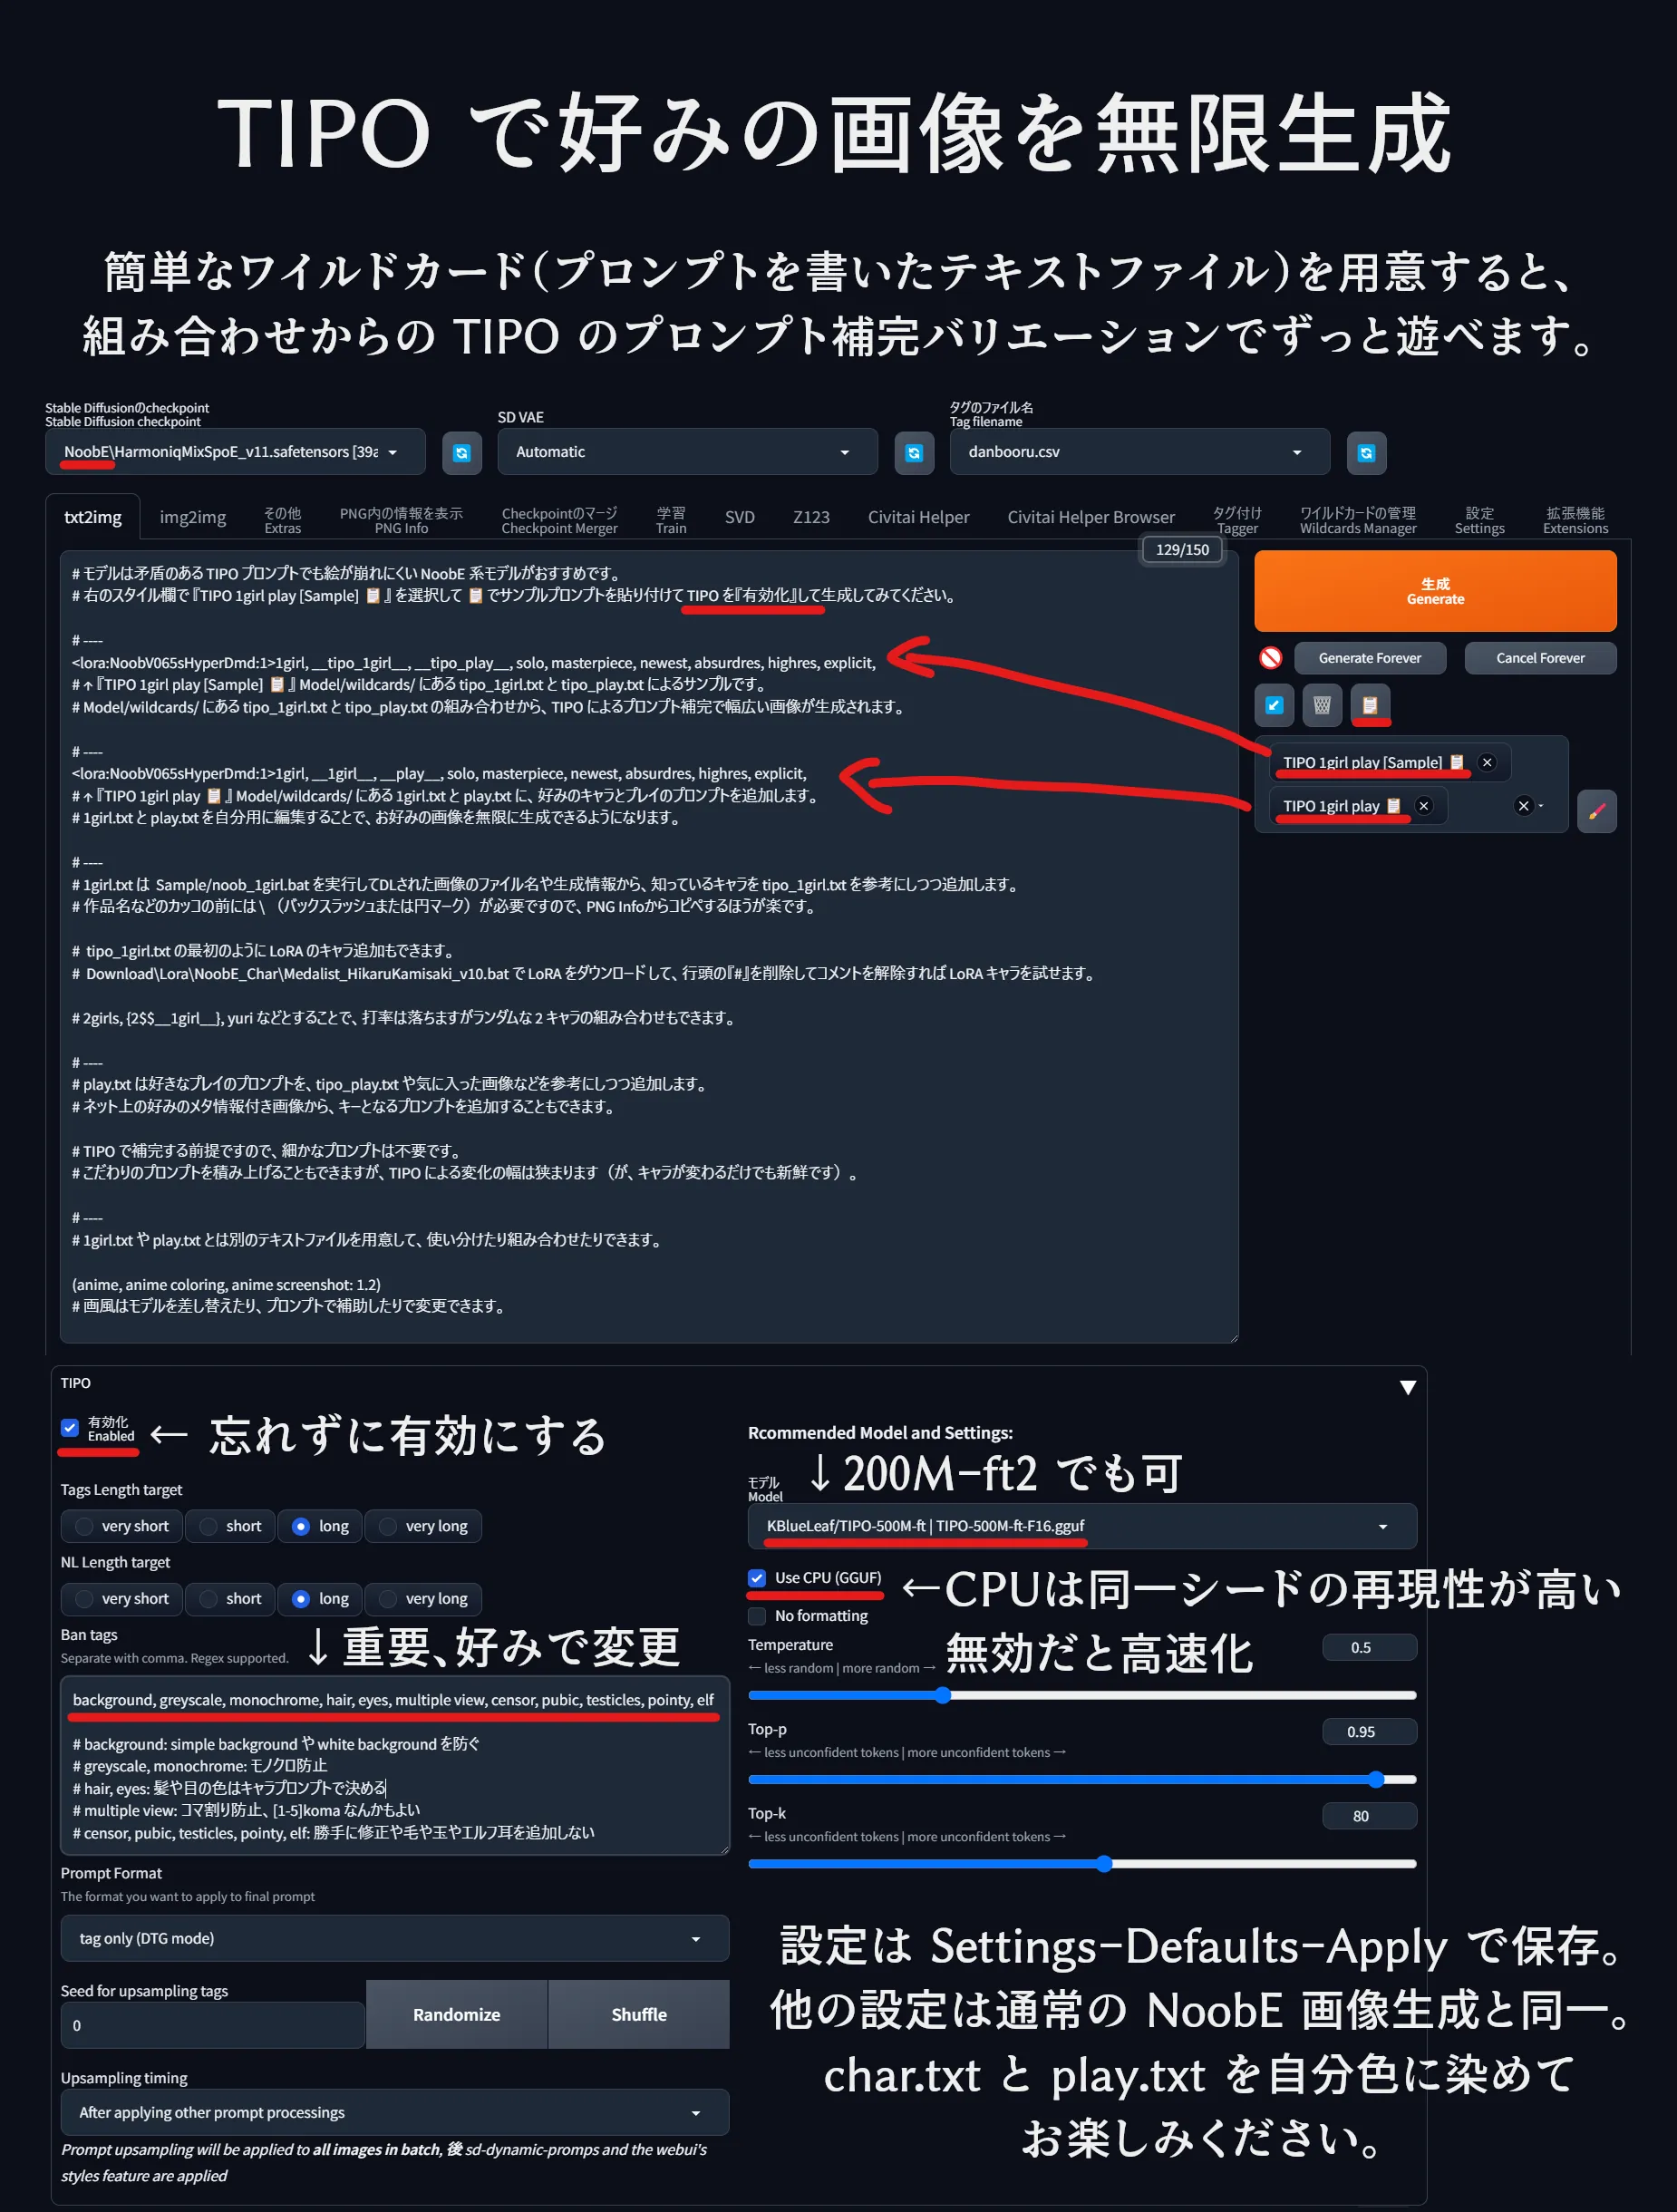 TIPO で好みの画像を無限生成
簡単なワイルドカード（プロンプトを書いたテキストファイル）を用意すると、
組み合わせからの TIPO のプロンプト補完バリエーションでずっと遊べます。
Stable Diffusionのcheckpoint
Stable Diffusion checkpoint
NoobE\HarmoniqMixSpoE_v11.safetensors [39a
SD VAE
Automatic
タグのファイル名
Tag filename
danbooru.csv
txt2img
img2img
その他
Extras
PNG内の情報を表示
PNG Info
Checkpointのマージ
Checkpoint Merger
学習
Train
SVD
Z123
Civitai Helper
Civitai Helper Browser
タグ付け
Tagger
ワイルドカードの管理
Wildcards Manager
設定
Settings
拡張機能
Extensions
129/150
# モデルは矛盾のある TIPO プロンプトでも絵が崩れにくい NoobE 系モデルがおすすめです。
# 右のスタイル欄で『TIPO 1girl play [Sample] 📋 』を選択して 📋 でサンプルプロンプトを貼り付けて TIPO を『有効化』して生成してみてください。
# ----
<lora:NoobV065sHyperDmd:1>1girl, __tipo_1girl__, __tipo_play__, solo, masterpiece, newest, absurdres, highres, explicit,
# ↑『TIPO 1girl play [Sample] 📋 』 Model/wildcards/ にある tipo_1girl.txt と tipo_play.txt によるサンプルです。
# Model/wildcards/ にある tipo_1girl.txt と tipo_play.txt の組み合わせから、TIPO によるプロンプト補完で幅広い画像が生成されます。
# ----
<lora:NoobV065sHyperDmd:1>1girl, __1girl__, __play__, solo, masterpiece, newest, absurdres, highres, explicit,
# ↑『TIPO 1girl play 📋 』 Model/wildcards/ にある 1girl.txt と play.txt に、好みのキャラとプレイのプロンプトを追加します。
# 1girl.txt と play.txt を自分用に編集することで、お好みの画像を無限に生成できるようになります。
# ----
# 1girl.txt は Sample/noob_1girl.bat を実行してDLされた画像のファイル名や生成情報から、知っているキャラを tipo_1girl.txt を参考にしつつ追加します。
# 作品名などのカッコの前には \ （バックスラッシュまたは円マーク）が必要ですので、PNG Infoからコピペするほうが楽です。
# tipo_1girl.txt の最初のように LoRA のキャラ追加もできます。
# Download\Lora\NoobE_Char\Medalist_HikaruKamisaki_v10.bat で LoRA をダウンロードして、行頭の『#』を削除してコメントを解除すれば LoRA キャラを試せます。
# 2girls, {2$$__1girl__}, yuri などとすることで、打率は落ちますがランダムな 2 キャラの組み合わせもできます。
# ----
# play.txt は好きなプレイのプロンプトを、tipo_play.txt や気に入った画像などを参考にしつつ追加します。
# ネット上の好みのメタ情報付き画像から、キーとなるプロンプトを追加することもできます。
# TIPO で補完する前提ですので、細かなプロンプトは不要です。
# こだわりのプロンプトを積み上げることもできますが、TIPO による変化の幅は狭まります（が、キャラが変わるだけでも新鮮です）。
# ----
# 1girl.txt や play.txt とは別のテキストファイルを用意して、使い分けたり組み合わせたりできます。
(anime, anime coloring, anime screenshot: 1.2)
# 画風はモデルを差し替えたり、プロンプトで補助したりで変更できます。
生成
Generate
Generate Forever
Cancel Forever
TIPO 1girl play [Sample] 📋
TIPO 1girl play 📋
TIPO
有効化
Enabled
← 忘れずに有効にする
Tags Length target
very short
short
long
very long
NL Length target
very short
short
long
very long
Ban tags
Separate with comma. Regex supported.
↓重要、好みで変更
background, greyscale, monochrome, hair, eyes, multiple view, censor, pubic, testicles, pointy, elf
# background: simple background や white background を防ぐ
# greyscale, monochrome: モノクロ防止
# hair, eyes: 髪や目の色はキャラプロンプトで決める
# multiple view: コマ割り防止、[1-5]koma なんかもよい
# censor, pubic, testicles, pointy, elf: 勝手に修正や毛や玉やエルフ耳を追加しない
Prompt Format
The format you want to apply to final prompt
tag only (DTG mode)
Seed for upsampling tags
0
Randomize
Shuffle
Upsampling timing
After applying other prompt processings
Prompt upsampling will be applied to all images in batch, 後 sd-dynamic-promps and the webui's
styles feature are applied
Rcommended Model and Settings:
モデル
Model
↓200M-ft2 でも可
KBlueLeaf/TIPO-500M-ft | TIPO-500M-ft-F16.gguf
Use CPU (GGUF)
←CPUは同一シードの再現性が高い
No formatting
無効だと高速化
Temperature
← less random | more random →
0.5
Top-p
← less unconfident tokens | more unconfident tokens →
0.95
Top-k
← less unconfident tokens | more unconfident tokens →
80
設定は Settings-Defaults-Apply で保存。
他の設定は通常の NoobE 画像生成と同一。
char.txt と play.txt を自分色に染めて
お楽しみください。